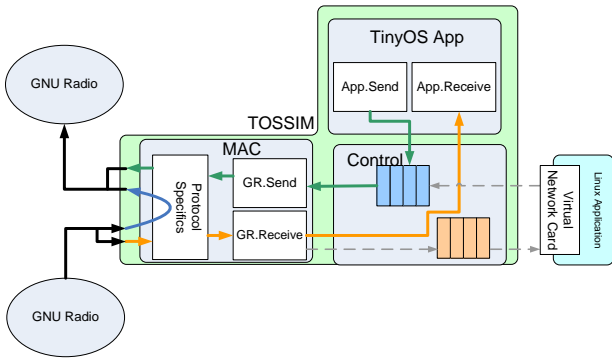 TinyOS App
App.Send
App.Receive
GNU Radio
TOSSIM
MAC
Control
Protocol
Specifics
GR.Send
GR.Receive
Virtual
Network Card
Linux Application
GNU Radio